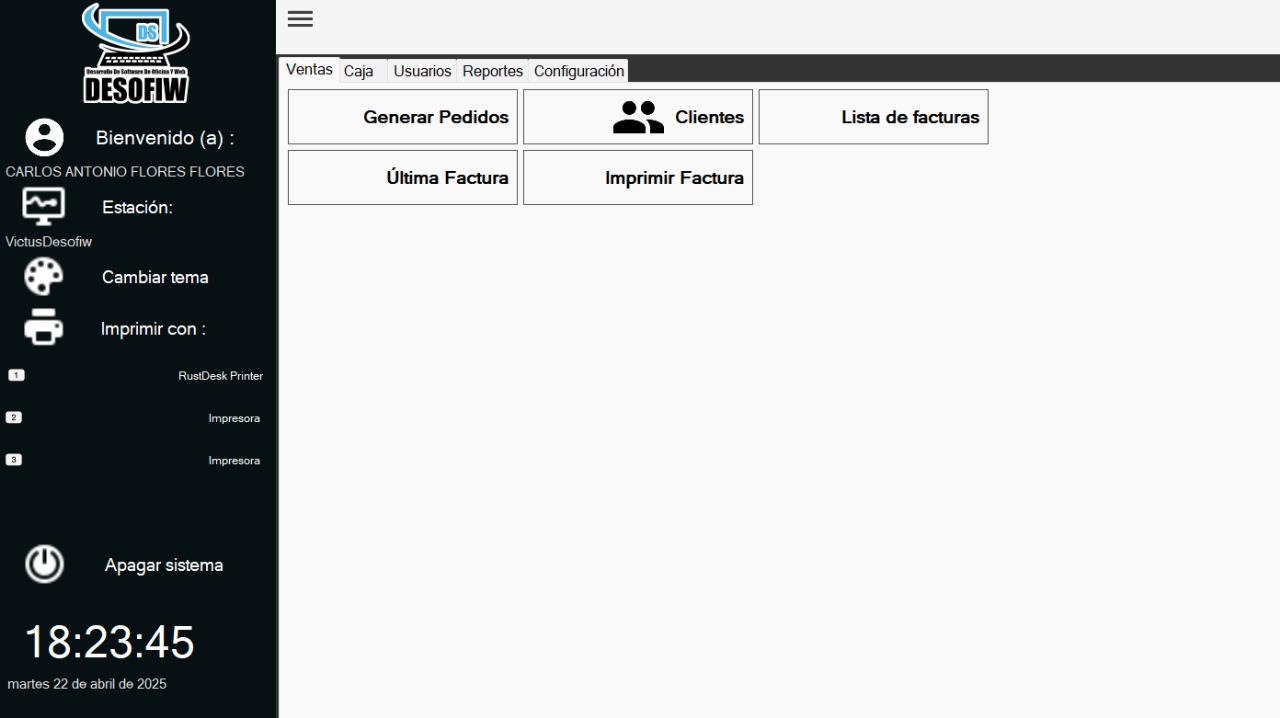 DS
Desarrollo De Software De Oficina Y Web
DESOFIW
Bienvenido (a) :
CARLOS ANTONIO FLORES FLORES
Estación:
VictusDesofiw
Cambiar tema
Imprimir con :
1 RustDesk Printer
2 Impresora
3 Impresora
Apagar sistema
18:23:45
martes 22 de abril de 2025
Ventas Caja Usuarios Reportes Configuración
Generar Pedidos Clientes Lista de facturas
Última Factura Imprimir Factura